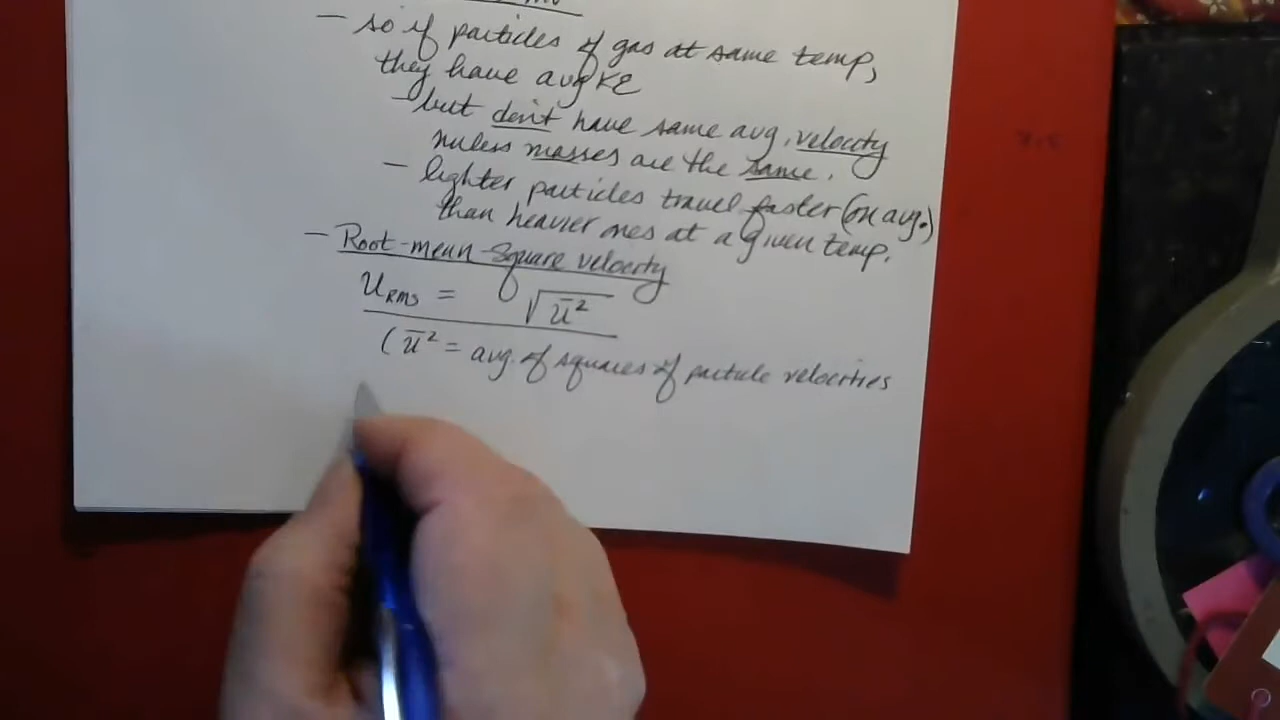 - so if particles of gas at same temp,
they have avg KE
- but don't have same avg. velocity
unless masses are the same.
- lighter particles travel faster (on avg.)
than heavier ones at a given temp.
- Root-mean-square velocity
U RMS = √ū²
(ū² = avg. of squares of particle velocities